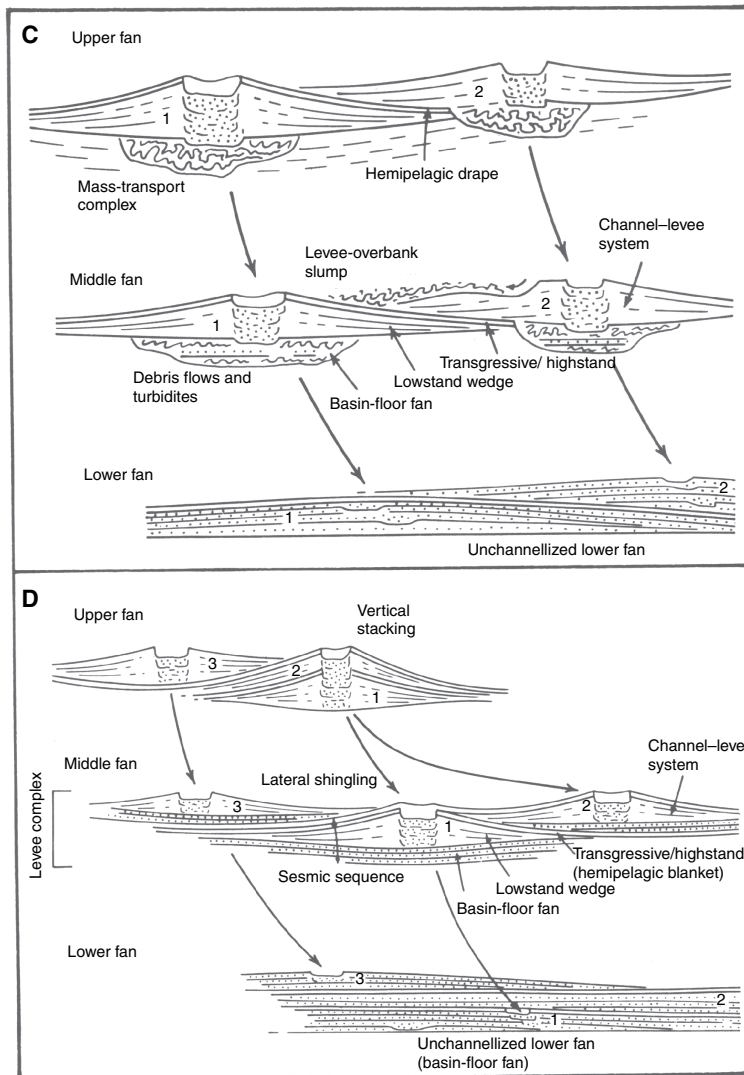 C
Upper fan
1
2
Hemipelagic drape
Mass-transport
complex
Channel–levee
system
Levee-overbank
slump
Middle fan
1
2
Transgressive/ highstand
Lowstand wedge
Debris flows and
turbidites
Basin-floor fan
Lower fan
1
2
Unchannellized lower fan
D
Upper fan
Vertical
stacking
3
2
1
Channel–levee
system
Middle fan
Lateral shingling
Levee complex
3
1
2
Transgressive/highstand
(hemipelagic blanket)
Sesmic sequence
Lowstand wedge
Basin-floor fan
Lower fan
3
2
1
Unchannellized lower fan
(basin-floor fan)